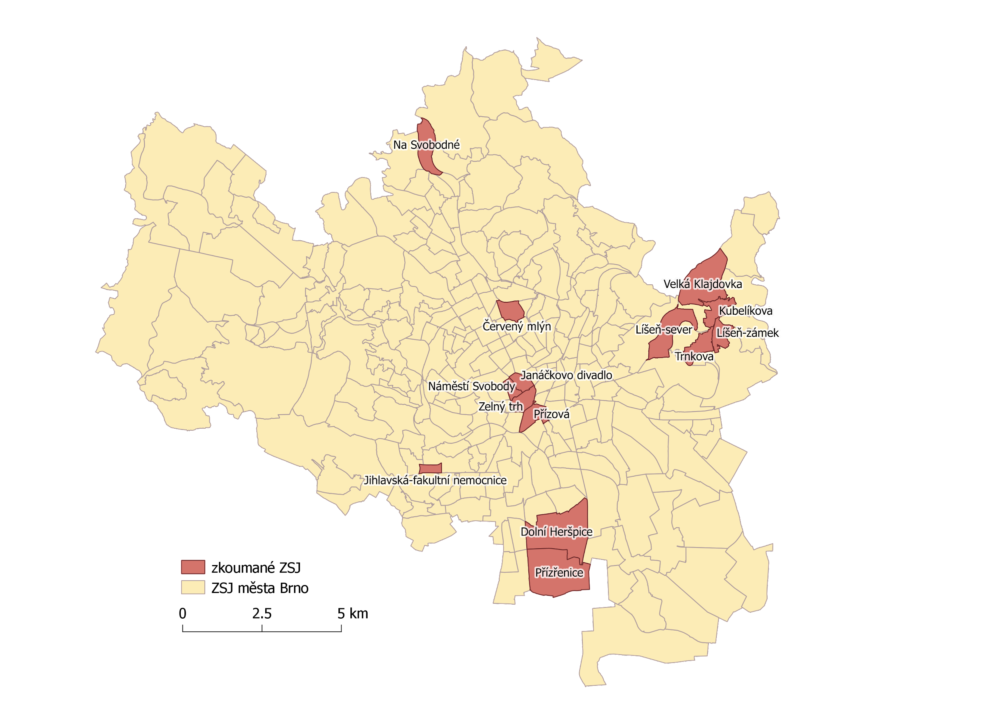 Na Svobodné
Velká Klajdovka
Kubelíkova
Červený mlýn
Líšeň-sever
Líšeň-zámek
Trnkova
Janáčkovo divadlo
Náměstí Svobody
Zelný trh
Přízová
Jihlavská-fakultní nemocnice
Dolní Heršpice
Přízřenice
zkoumané ZSJ
ZSJ města Brno
0 2.5 5 km